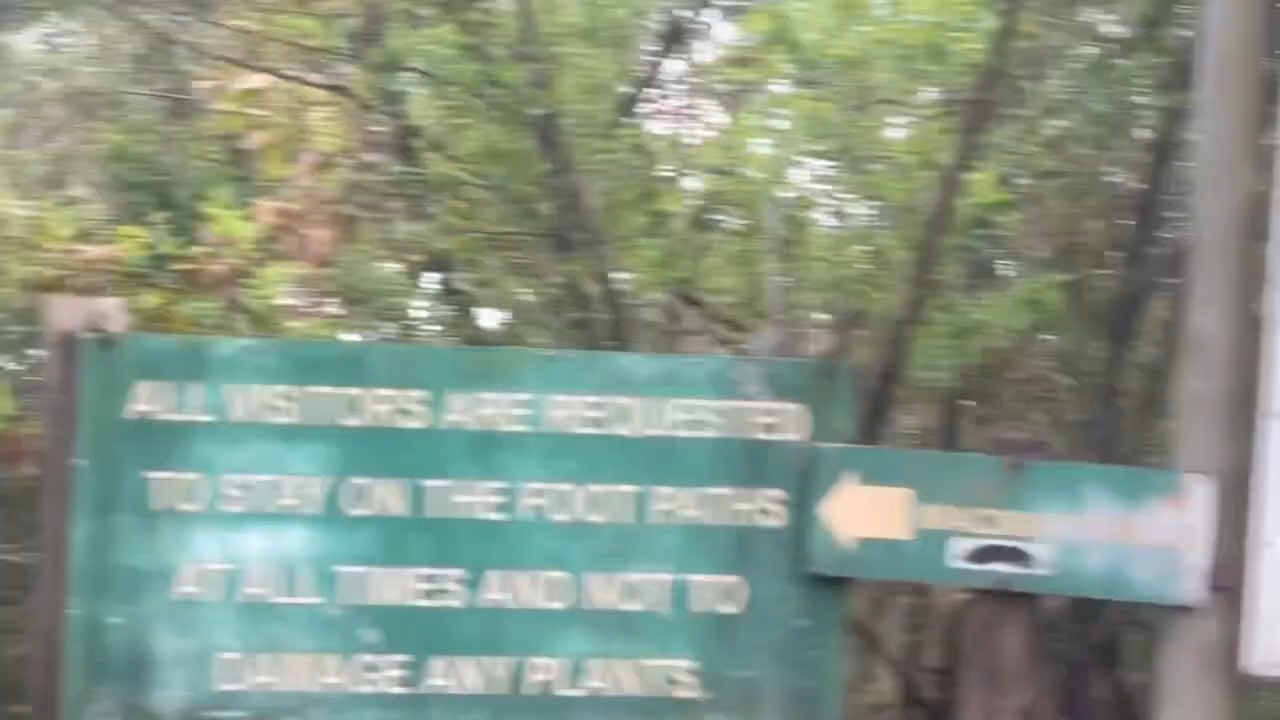 ALL VISITORS ARE REQUESTED
TO STAY ON THE FOOT PATHS
AT ALL TIMES AND NOT TO
DAMAGE ANY PLANTS.